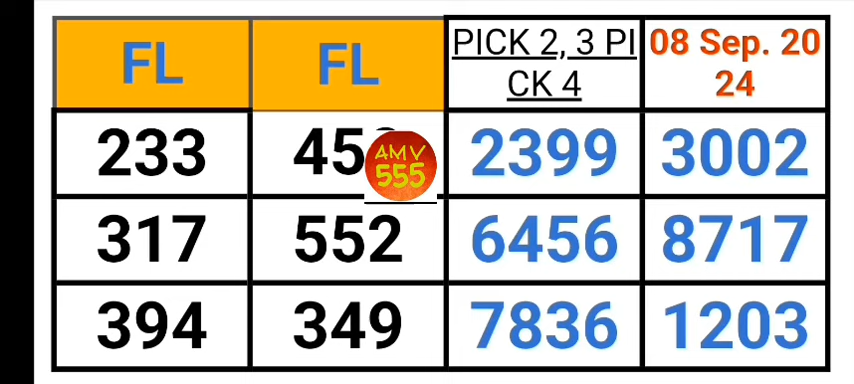 FL FL PICK 2, 3 PI 08 Sep. 20
CK 4 24
233 45 2399 3002
AMV
555
317 552 6456 8717
394 349 7836 1203